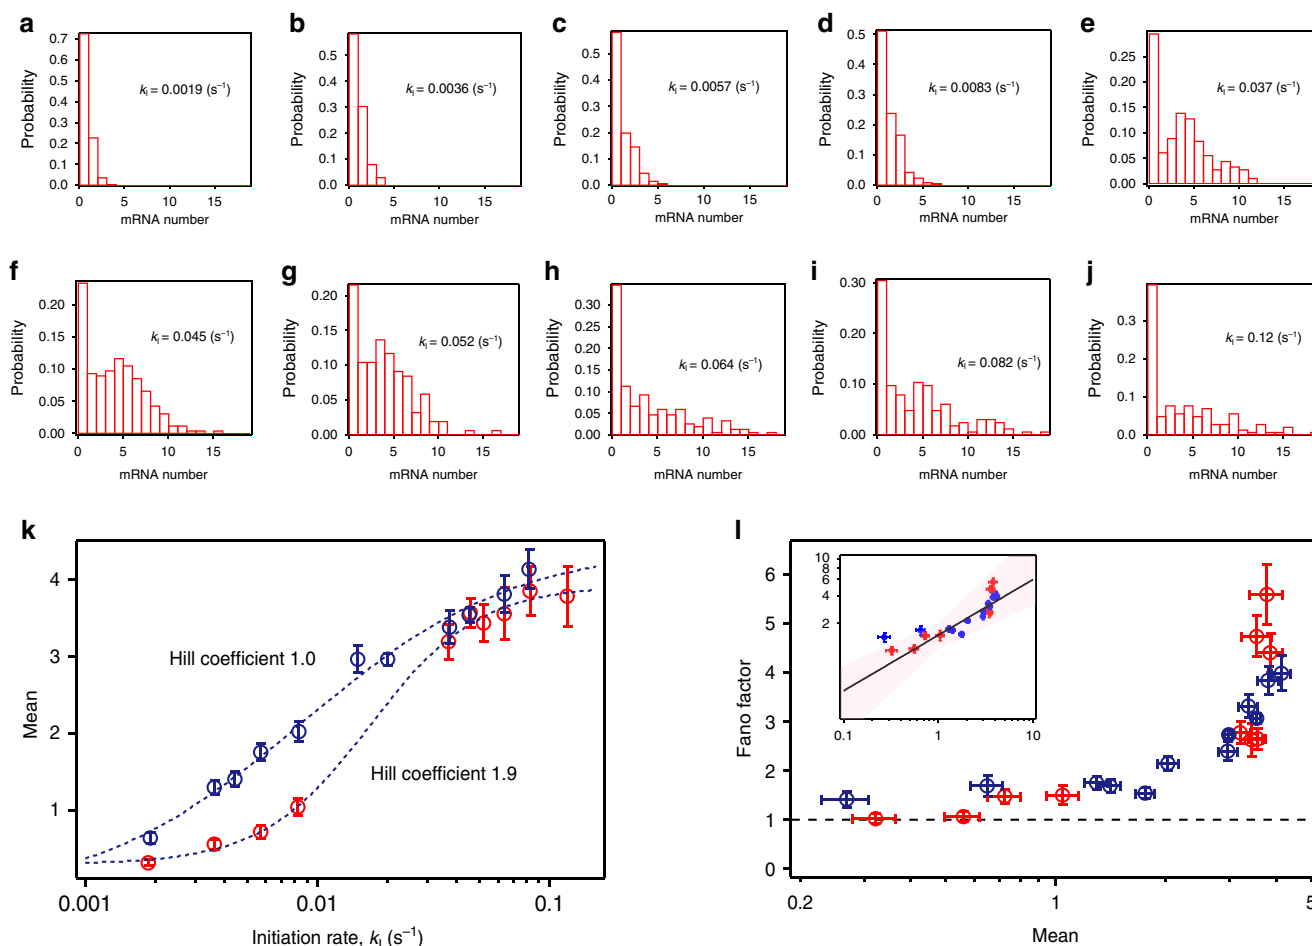 a
b
c
d
e
0.7
0.6
0.5
0.4
0.3
0.2
0.1
0.0
Probability
kI = 0.0019 (s⁻¹)
0 5 10 15
mRNA number
0.5
0.4
0.3
0.2
0.1
0.0
Probability
kI = 0.0036 (s⁻¹)
0 5 10 15
mRNA number
0.5
0.4
0.3
0.2
0.1
0.0
Probability
kI = 0.0057 (s⁻¹)
0 5 10 15
mRNA number
0.5
0.4
0.3
0.2
0.1
0.0
Probability
kI = 0.0083 (s⁻¹)
0 5 10 15
mRNA number
0.25
0.20
0.15
0.10
0.05
0.00
Probability
kI = 0.037 (s⁻¹)
0 5 10 15
mRNA number
f
g
h
i
j
0.20
0.15
0.10
0.05
0.00
Probability
kI = 0.045 (s⁻¹)
0 5 10 15
mRNA number
0.20
0.15
0.10
0.05
0.00
Probability
kI = 0.052 (s⁻¹)
0 5 10 15
mRNA number
0.30
0.25
0.20
0.15
0.10
0.05
0.00
Probability
kI = 0.064 (s⁻¹)
0 5 10 15
mRNA number
0.30
0.20
0.10
0.00
Probability
kI = 0.082 (s⁻¹)
0 5 10 15
mRNA number
0.3
0.2
0.1
0.0
Probability
kI = 0.12 (s⁻¹)
0 5 10 15
mRNA number
k
4
3
2
1
Mean
Hill coefficient 1.0
Hill coefficient 1.9
0.001 0.01 0.1
Initiation rate, kI (s⁻¹)
l
6
5
4
3
2
1
0
Fano factor
10
6
4
2
0.1 1 10
0.2 1 5
Mean